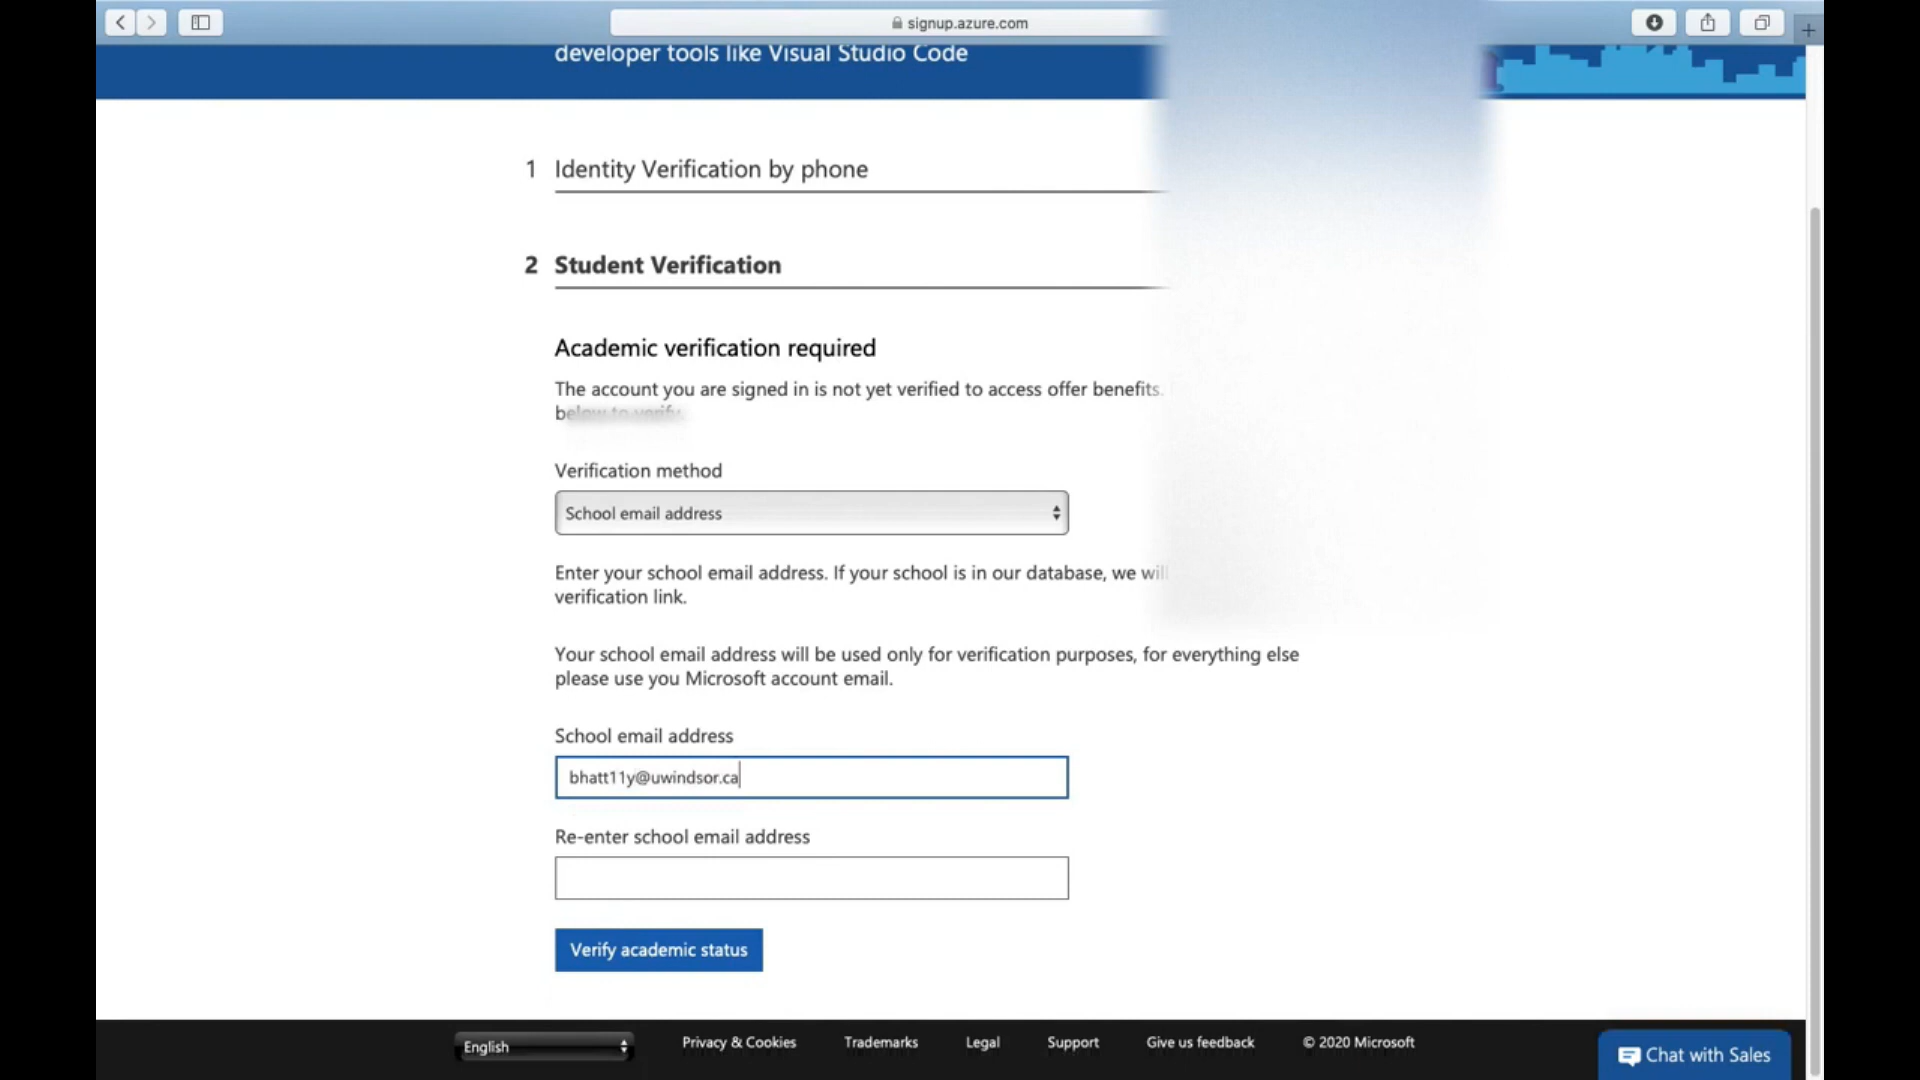 signup.azure.com
developer tools like Visual Studio Code
1 Identity Verification by phone
2 Student Verification
Academic verification required
The account you are signed in is not yet verified to access offer benefits.
below to verify.
Verification method
School email address
Enter your school email address. If your school is in our database, we will
verification link.
Your school email address will be used only for verification purposes, for everything else
please use you Microsoft account email.
School email address
bhatt11y@uwindsor.ca
Re-enter school email address
Verify academic status
English Privacy & Cookies Trademarks Legal Support Give us feedback © 2020 Microsoft
Chat with Sales